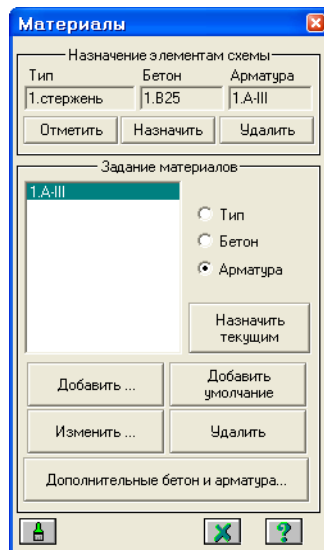 Материалы
Назначение элементам схемы
Тип Бетон Арматура
1.стержень 1.В25 1.А-III
Отметить Назначить Удалить
Задание материалов
1.А-III
Тип
Бетон
Арматура
Назначить
текущим
Добавить ... Добавить
умолчание
Изменить ... Удалить
Дополнительные бетон и арматура...
?